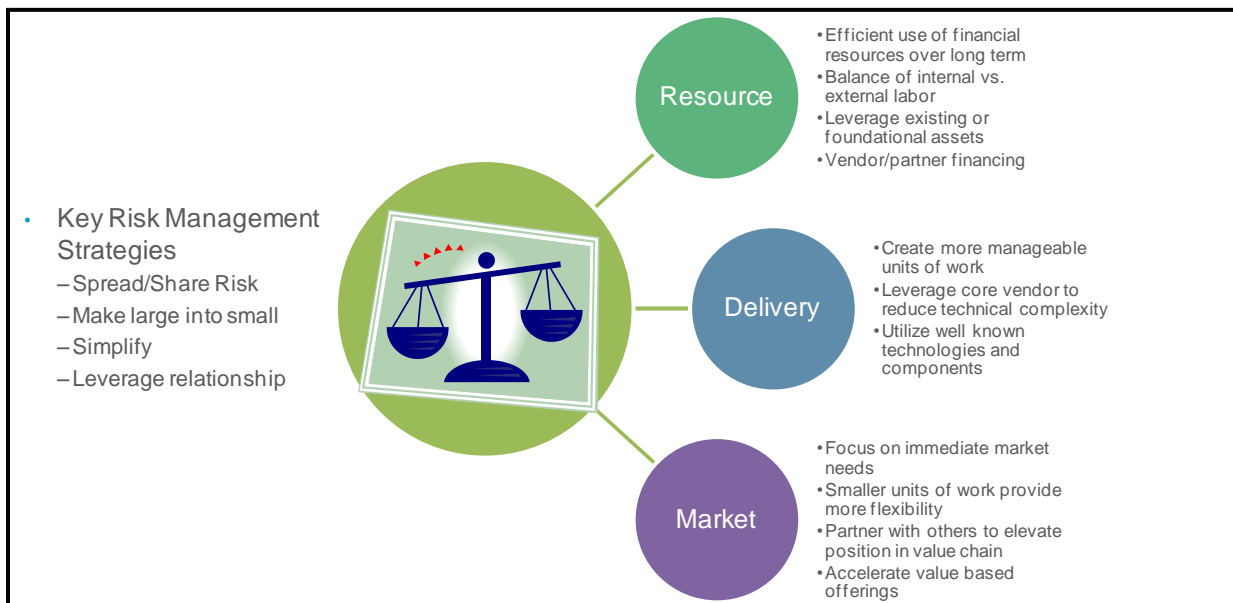 • Key Risk Management
Strategies
–Spread/Share Risk
–Make large into small
–Simplify
–Leverage relationship
Resource
•Efficient use of financial
resources over long term
•Balance of internal vs.
external labor
•Leverage existing or
foundational assets
•Vendor/partner financing
Delivery
•Create more manageable
units of work
•Leverage core vendor to
reduce technical complexity
•Utilize well known
technologies and
components
Market
•Focus on immediate market
needs
•Smaller units of work provide
more flexibility
•Partner with others to elevate
position in value chain
•Accelerate value based
offerings